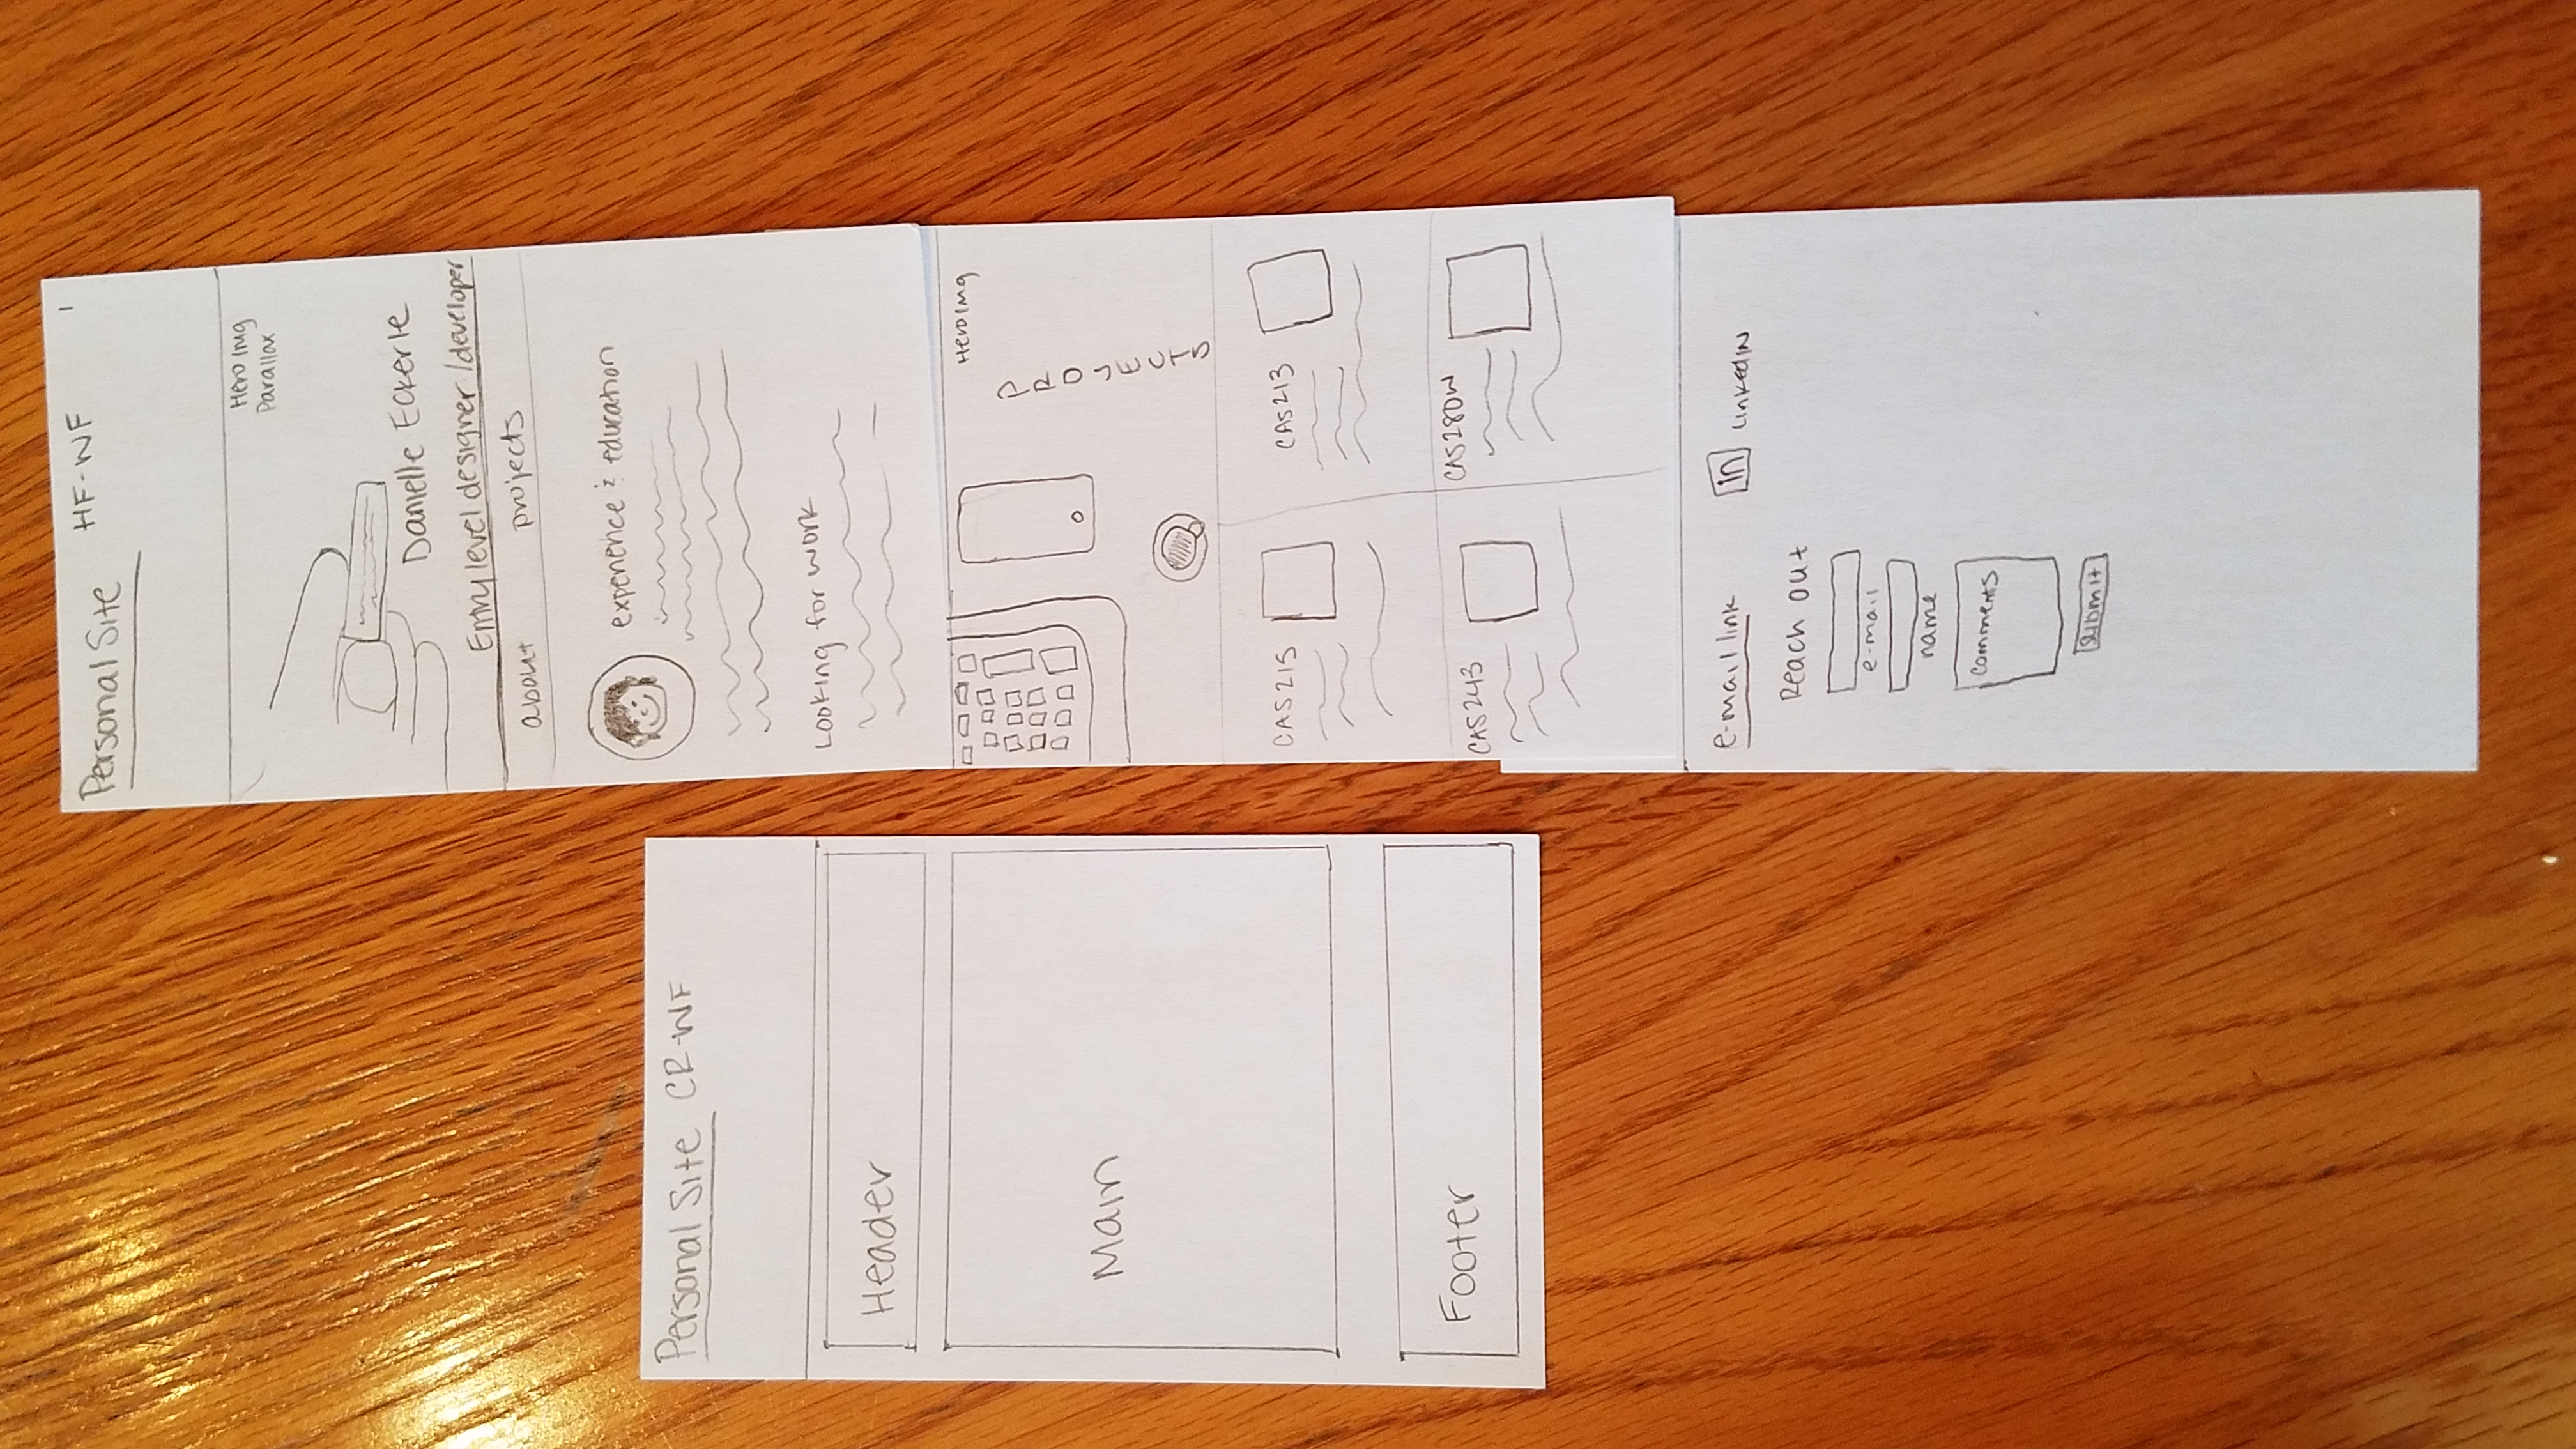 Personal Site CR-WF
Header
Main
Footer
Personal Site HF-WF 1
Hero Img
Parallax
Danielle Eckerle
Entry level designer /developer
about projects
experience & education
Looking for work
Hero Img
PROJECTS
CAS215
CAS213
CAS243
CAS280W
e-mail link
in LinkedIN
Reach out
e-mail
name
comments
submit